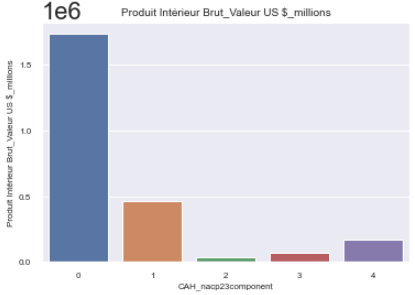 1e6
Produit Intérieur Brut_Valeur US $_millions
Produit Intérieur Brut_Valeur US $_millions
1.5
1.0
0.5
0.0
0 1 2 3 4
CAH_nacp23component